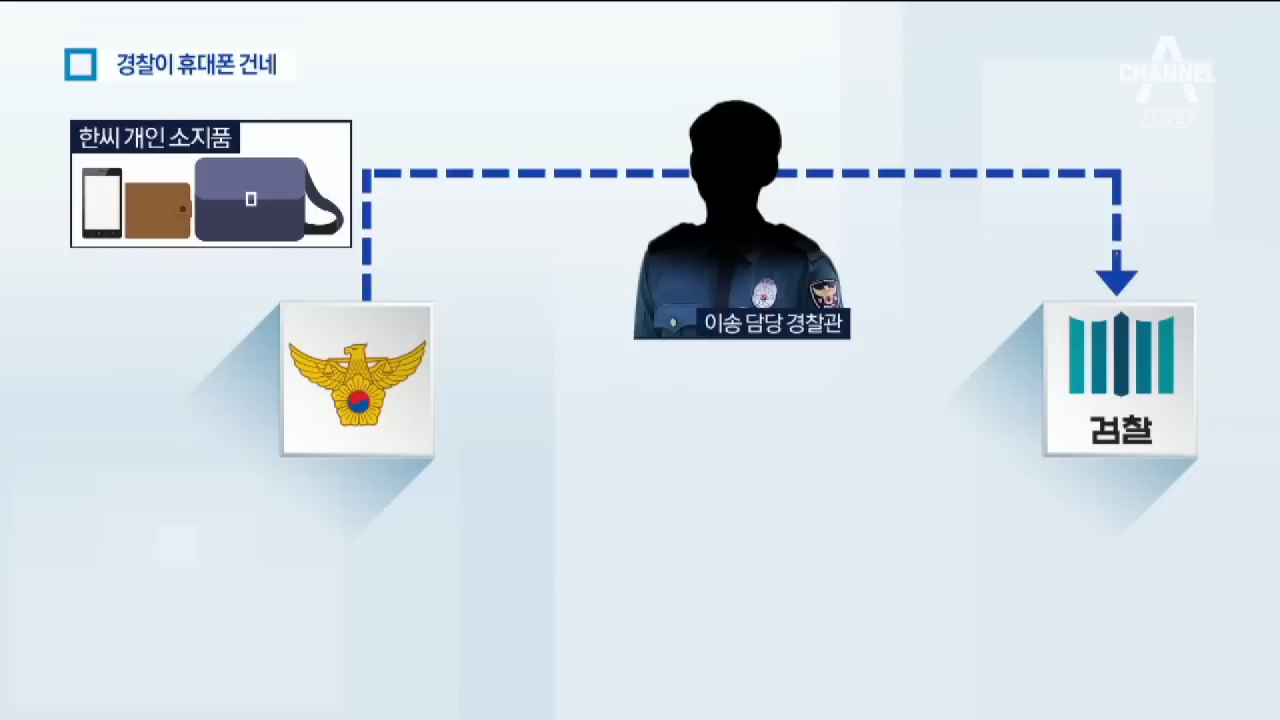 경찰이 휴대폰 건네
CHANNEL A
LIVE
한씨 개인 소지품
이송 담당 경찰관
검찰